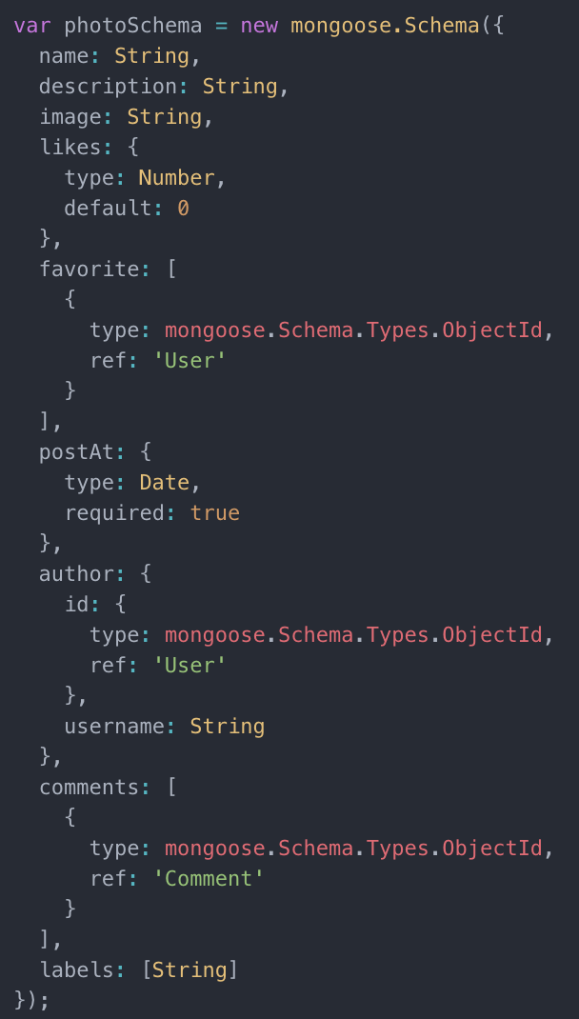 var photoSchema = new mongoose.Schema({
  name: String,
  description: String,
  image: String,
  likes: {
    type: Number,
    default: 0
  },
  favorite: [
    {
      type: mongoose.Schema.Types.ObjectId,
      ref: 'User'
    }
  ],
  postAt: {
    type: Date,
    required: true
  },
  author: {
    id: {
      type: mongoose.Schema.Types.ObjectId,
      ref: 'User'
    },
    username: String
  },
  comments: [
    {
      type: mongoose.Schema.Types.ObjectId,
      ref: 'Comment'
    }
  ],
  labels: [String]
});